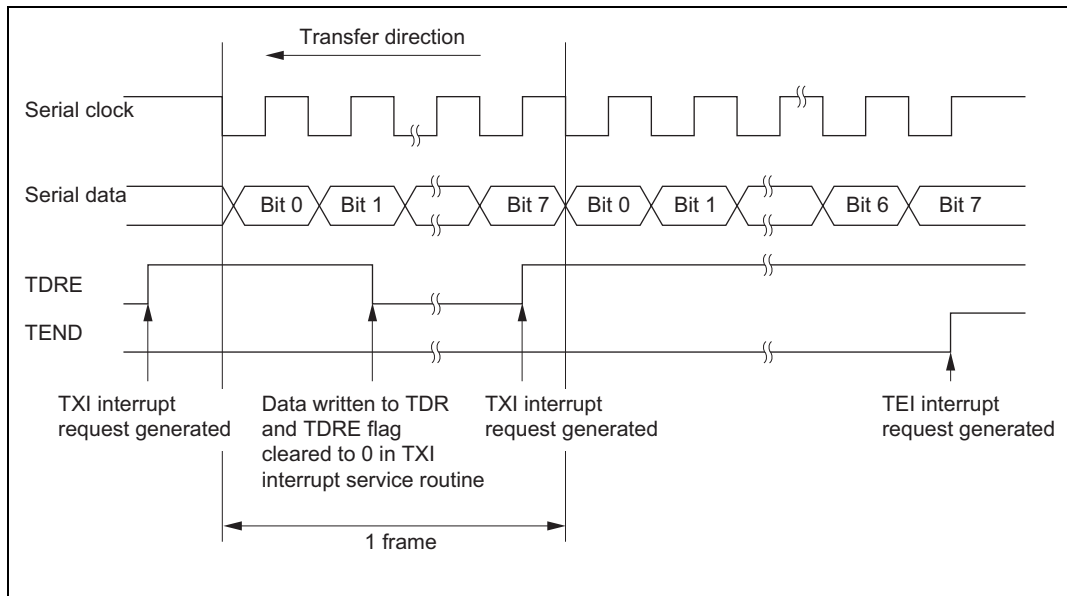 Transfer direction
Serial clock
Serial data
Bit 0
Bit 1
Bit 7
Bit 0
Bit 1
Bit 6
Bit 7
TDRE
TEND
TXI interrupt
request generated
Data written to TDR
and TDRE flag
cleared to 0 in TXI
interrupt service routine
TXI interrupt
request generated
TEI interrupt
request generated
1 frame